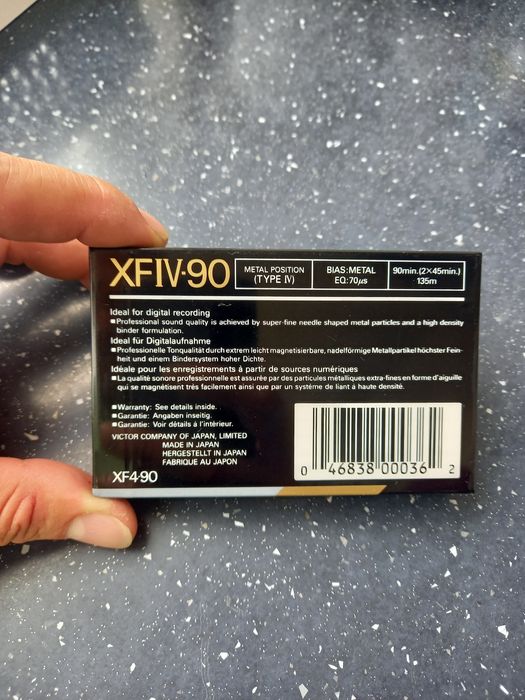 XFIV-90
METAL POSITION
(TYPE IV)
BIAS: METAL
EQ: 70μs
90min. (2×45min.)
135m
Ideal for digital recording
■Professional sound quality is achieved by super-fine needle shaped metal particles and a high density
binder formulation.
Ideal für Digitalaufnahme
■Professionelle Tonqualität durch extrem leicht magnetisierbare, nadelförmige Metallpartikel höchster Fein-
heit und einem Bindersystem hoher Dichte.
Idéale pour les enregistrements à partir de sources numériques
■La qualité sonore professionnelle est assurée par des particules métalliques extra-fines en forme d'aiguille
qui se magnétisent très facilement ainsi que par un système de liant à haute densité.
■Warranty: See details inside.
■Garantie: Angaben inseitig.
■Garantie: Voir détails à l'intérieur.
VICTOR COMPANY OF JAPAN, LIMITED
MADE IN JAPAN
HERGESTELLT IN JAPAN
FABRIQUÉ AU JAPON
XF4-90
0 46838 00036 2